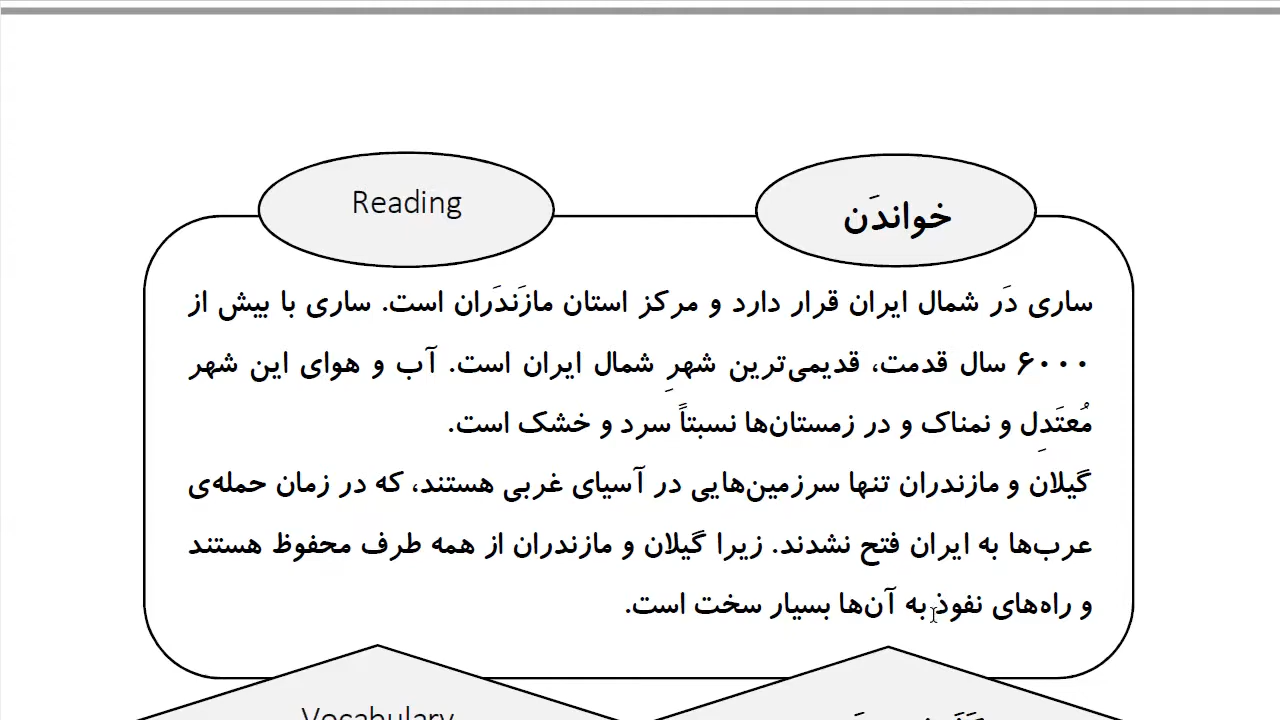 Reading
خواندَن
ساری دَر شمال ایران قرار دارد و مرکز استان مازَندَران است. ساری با بیش از
۶۰۰۰ سال قدمت، قدیمی‌ترین شهرِ شمال ایران است. آب و هوای این شهر
مُعتَدِل و نمناک و در زمستان‌ها نسبتاً سرد و خشک است.
گیلان و مازندران تنها سرزمین‌هایی در آسیای غربی هستند، که در زمان حمله‌ی
عرب‌ها به ایران فتح نشدند. زیرا گیلان و مازندران از همه طرف محفوظ هستند
و راه‌های نفوذ به آن‌ها بسیار سخت است.
Vocabulary